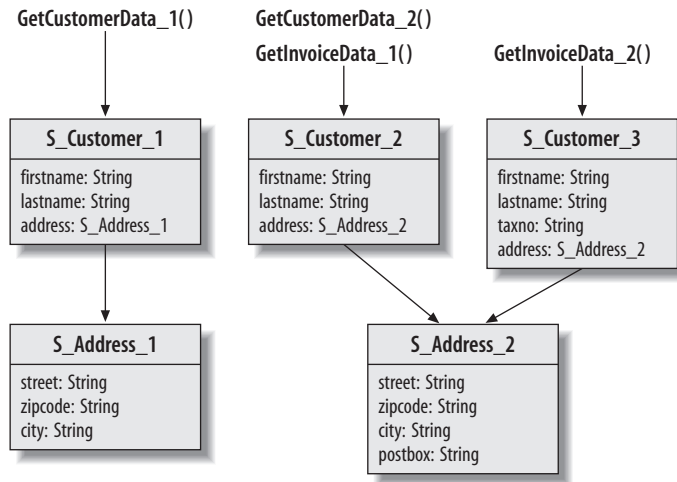 GetCustomerData_1()
GetCustomerData_2()
GetInvoiceData_1()
GetInvoiceData_2()
S_Customer_1
firstname: String
lastname: String
address: S_Address_1
S_Customer_2
firstname: String
lastname: String
address: S_Address_2
S_Customer_3
firstname: String
lastname: String
taxno: String
address: S_Address_2
S_Address_1
street: String
zipcode: String
city: String
S_Address_2
street: String
zipcode: String
city: String
postbox: String